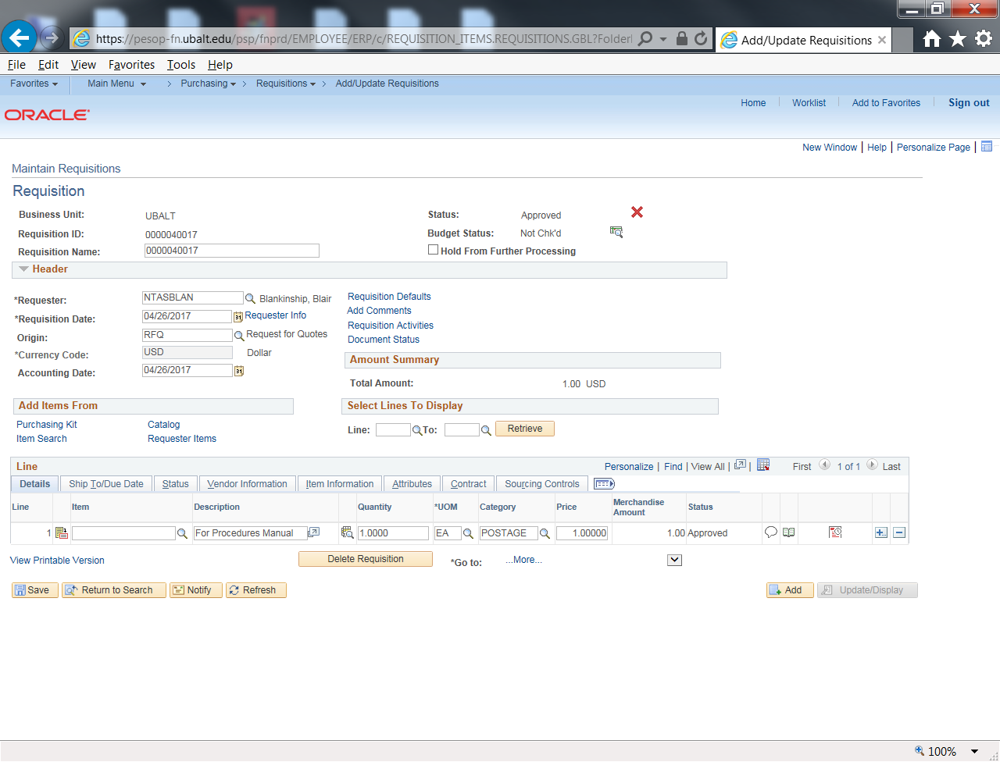 https://pesop-fn.ubalt.edu/psp/fnprd/EMPLOYEE/ERP/c/REQUISITION_ITEMS.REQUISITIONS.GBL?Folder
Add/Update Requisitions
File Edit View Favorites Tools Help
Favorites Main Menu > Purchasing > Requisitions > Add/Update Requisitions
Home Worklist Add to Favorites Sign out
ORACLE
New Window | Help | Personalize Page |
Maintain Requisitions
Requisition
Business Unit: UBALT Status: Approved
Requisition ID: 0000040017 Budget Status: Not Chk'd
Requisition Name: 0000040017 Hold From Further Processing
Header
*Requester: NTASBLAN Blankinship, Blair Requisition Defaults
*Requisition Date: 04/26/2017 31 Requester Info Add Comments
Origin: RFQ Request for Quotes Requisition Activities
*Currency Code: USD Dollar Document Status
Accounting Date: 04/26/2017 31
Amount Summary
Total Amount: 1.00 USD
Add Items From Select Lines To Display
Purchasing Kit Catalog
Item Search Requester Items
Line: To: Retrieve
Line Personalize | Find | View All | | First 1 of 1 Last
Details Ship To/Due Date Status Vendor Information Item Information Attributes Contract Sourcing Controls
Line Item Description Quantity *UOM Category Price Merchandise Amount Status
1 For Procedures Manual 1.0000 EA POSTAGE 1.00000 1.00 Approved
View Printable Version Delete Requisition *Go to: ...More...
Save Return to Search Notify Refresh Add Update/Display
100%